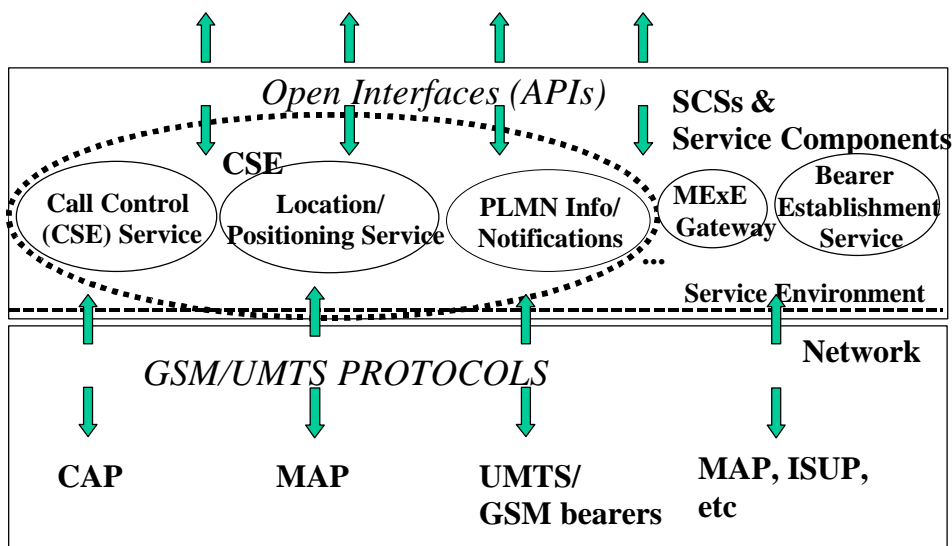 Open Interfaces (APIs)
SCSs &
Service Components
CSE
Call Control
(CSE) Service
Location/
Positioning Service
PLMN Info/
Notifications
...
MExE
Gateway
Bearer
Establishment
Service
Service Environment
Network
GSM/UMTS PROTOCOLS
CAP
MAP
UMTS/
GSM bearers
MAP, ISUP,
etc